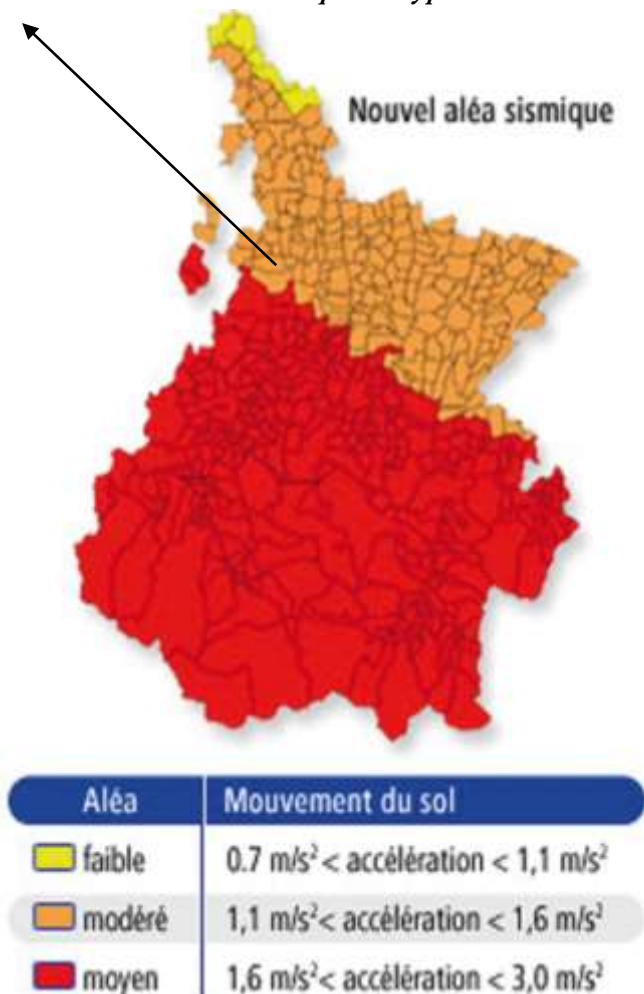 Nouvel aléa sismique
Aléa Mouvement du sol
faible 0.7 m/s² < accélération < 1,1 m/s²
modéré 1,1 m/s² < accélération < 1,6 m/s²
moyen 1,6 m/s² < accélération < 3,0 m/s²